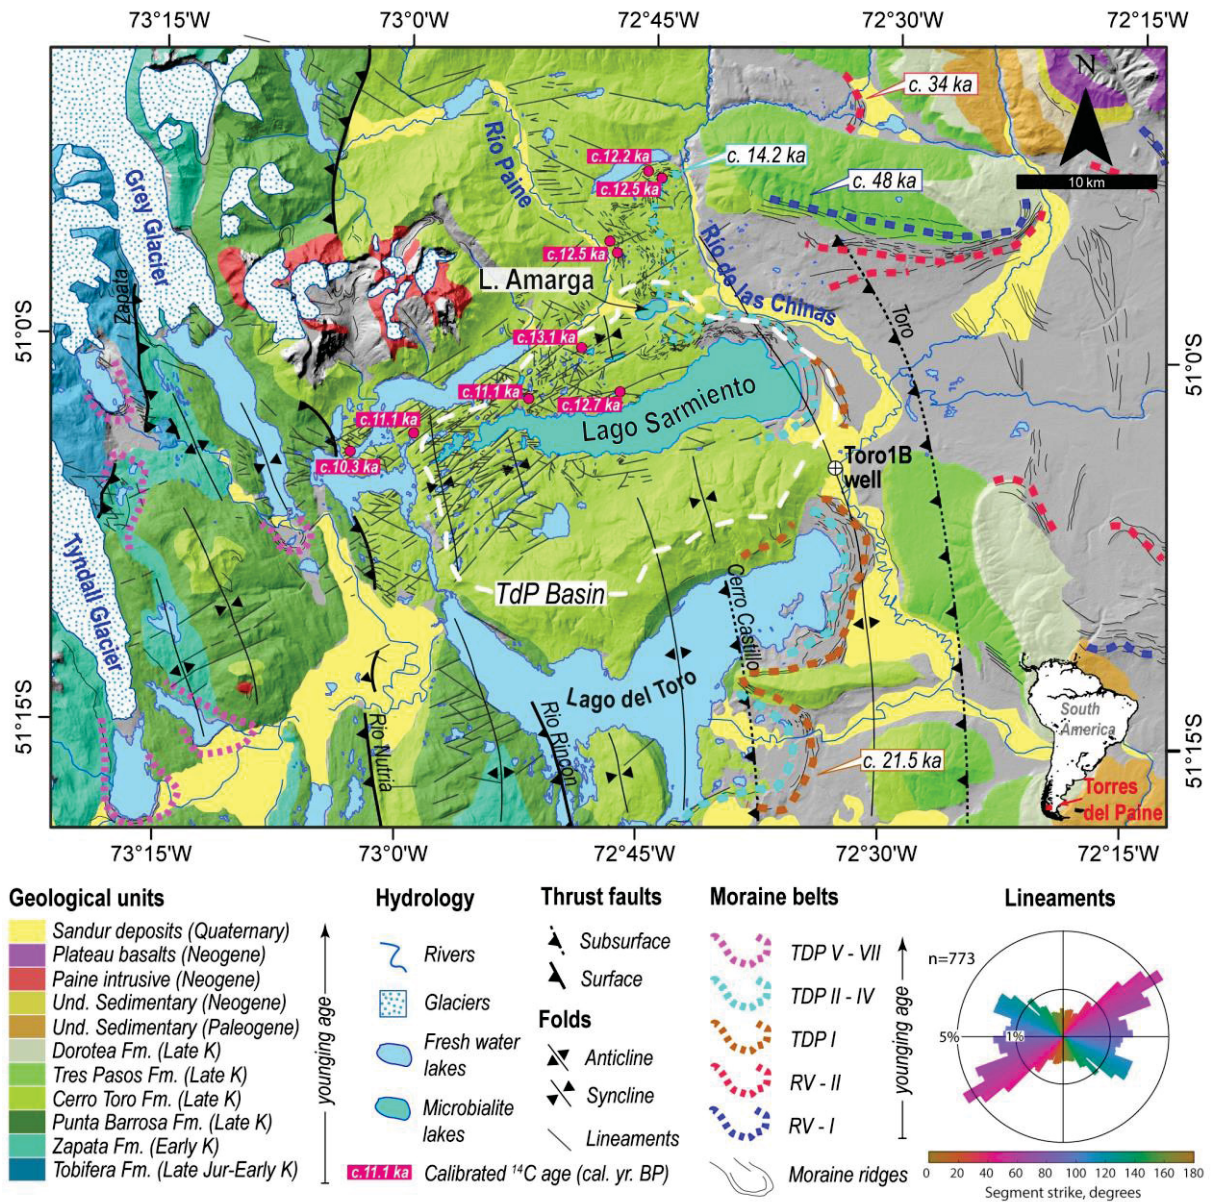 73°15'W
73°0'W
72°45'W
72°30'W
72°15'W
N
c. 34 ka
c.12.2 ka
c. 14.2 ka
c.12.5 ka
c. 48 ka
10 km
Rio Paine
Grey Glacier
Zapata
c.12.5 ka
L. Amarga
Rio de las Chinas
Toro
51°0'S
c.13.1 ka
51°0'S
c.11.1 ka
c.12.7 ka
Lago Sarmiento
c.11.1 ka
c.10.3 ka
Toro1B
well
Tyndall Glacier
TdP Basin
Cerro Castillo
Lago del Toro
51°15'S
Rio Nutria
Rio Rincon
c. 21.5 ka
South
America
51°15'S
Torres
del Paine
73°15'W
73°0'W
72°45'W
72°30'W
72°15'W
Geological units
Sandur deposits (Quaternary)
Plateau basalts (Neogene)
Paine intrusive (Neogene)
Und. Sedimentary (Neogene)
Und. Sedimentary (Paleogene)
Dorotea Fm. (Late K)
Tres Pasos Fm. (Late K)
Cerro Toro Fm. (Late K)
Punta Barrosa Fm. (Late K)
Zapata Fm. (Early K)
Tobifera Fm. (Late Jur-Early K)
younging age
Hydrology
Rivers
Glaciers
Fresh water
lakes
Microbialite
lakes
c.11.1 ka Calibrated ¹⁴C age (cal. yr. BP)
Thrust faults
Subsurface
Surface
Folds
Anticline
Syncline
Lineaments
Moraine belts
TDP V - VII
TDP II - IV
TDP I
RV - II
RV - I
Moraine ridges
younging age
Lineaments
n=773
5%
1%
0 20 40 60 80 100 120 140 160 180
Segment strike, degrees